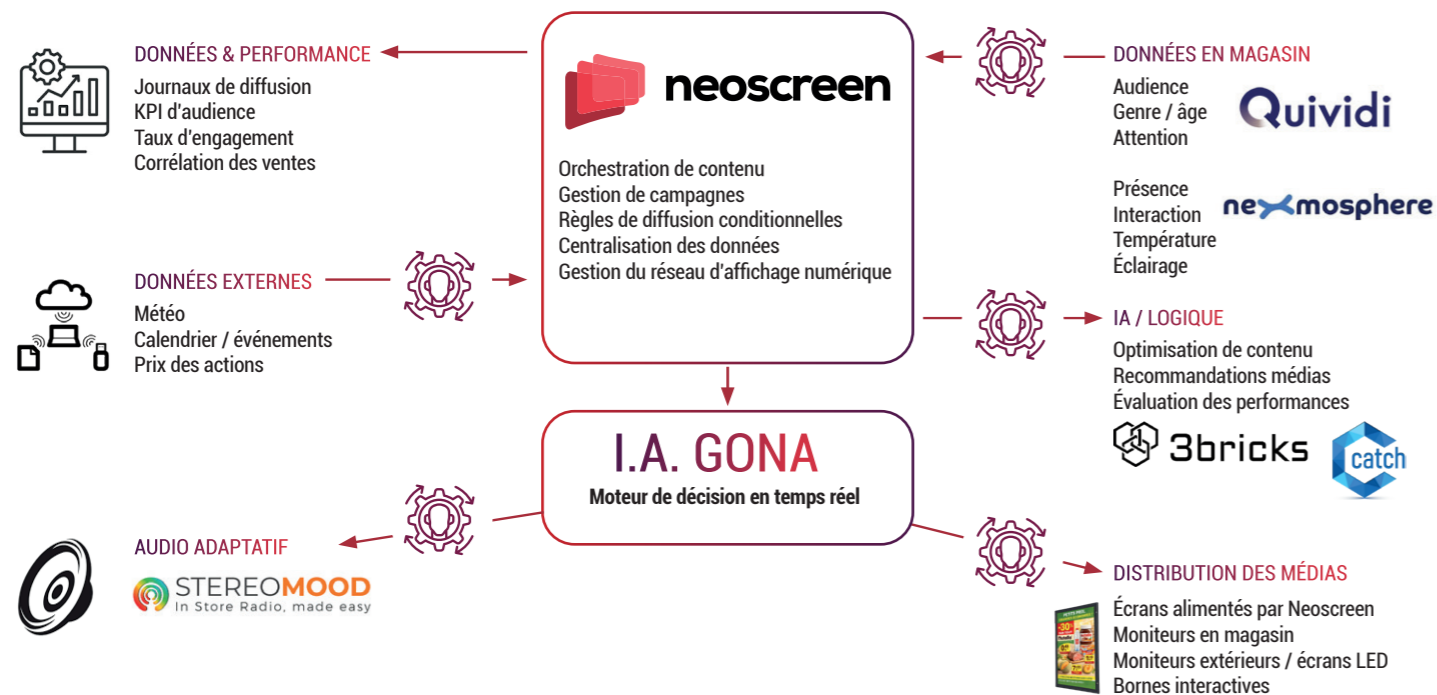 DONNÉES & PERFORMANCE
Journaux de diffusion
KPI d'audience
Taux d'engagement
Corrélation des ventes
neoscreen
Orchestration de contenu
Gestion de campagnes
Règles de diffusion conditionnelles
Centralisation des données
Gestion du réseau d'affichage numérique
DONNÉES EN MAGASIN
Audience
Genre / âge
Attention
Quividi
Présence
Interaction
Température
Éclairage
nexmosphere
DONNÉES EXTERNES
Météo
Calendrier / événements
Prix des actions
IA / LOGIQUE
Optimisation de contenu
Recommandations médias
Évaluation des performances
3bricks
catch
I.A. GONA
Moteur de décision en temps réel
AUDIO ADAPTATIF
STEREOMOOD
In Store Radio, made easy
DISTRIBUTION DES MÉDIAS
Écrans alimentés par Neoscreen
Moniteurs en magasin
Moniteurs extérieurs / écrans LED
Bornes interactives